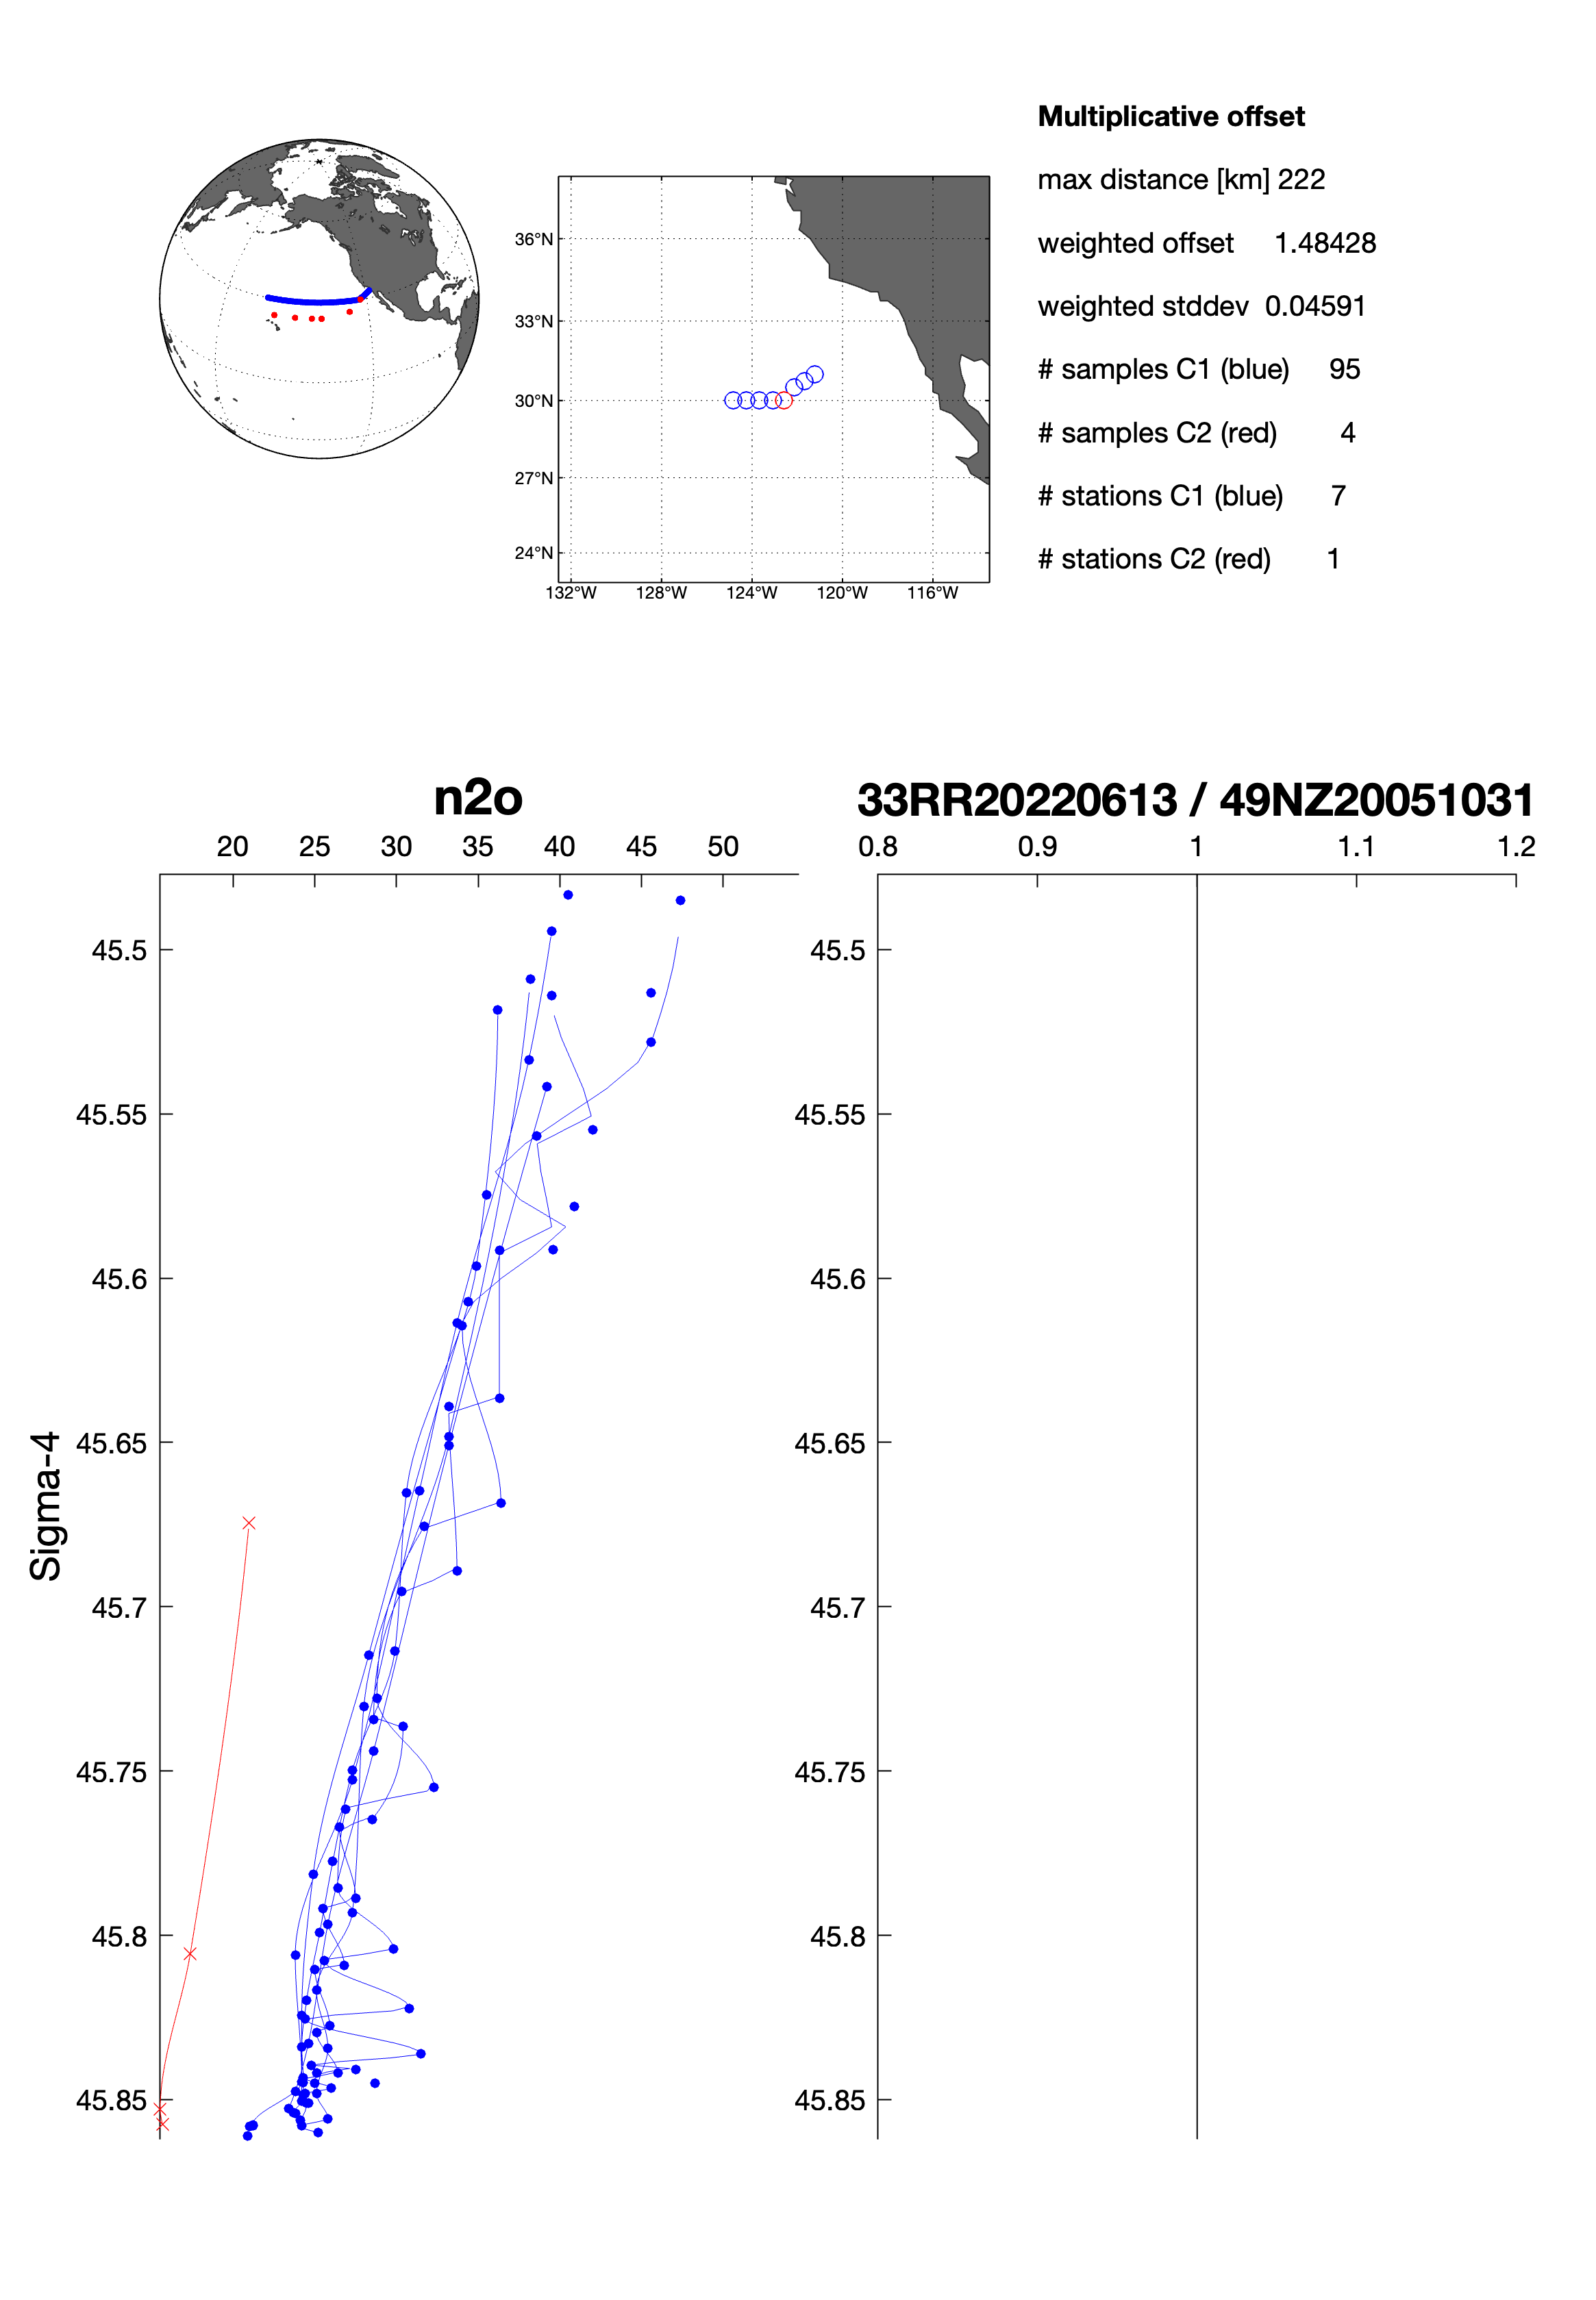 Multiplicative offset
max distance [km] 222
weighted offset 1.48428
weighted stddev 0.04591
# samples C1 (blue) 95
# samples C2 (red) 4
# stations C1 (blue) 7
# stations C2 (red) 1
36°N
33°N
30°N
27°N
24°N
132°W 128°W 124°W 120°W 116°W
n2o
20 25 30 35 40 45 50
Sigma-4
45.5
45.55
45.6
45.65
45.7
45.75
45.8
45.85
33RR20220613 / 49NZ20051031
0.8 0.9 1 1.1 1.2
45.5
45.55
45.6
45.65
45.7
45.75
45.8
45.85